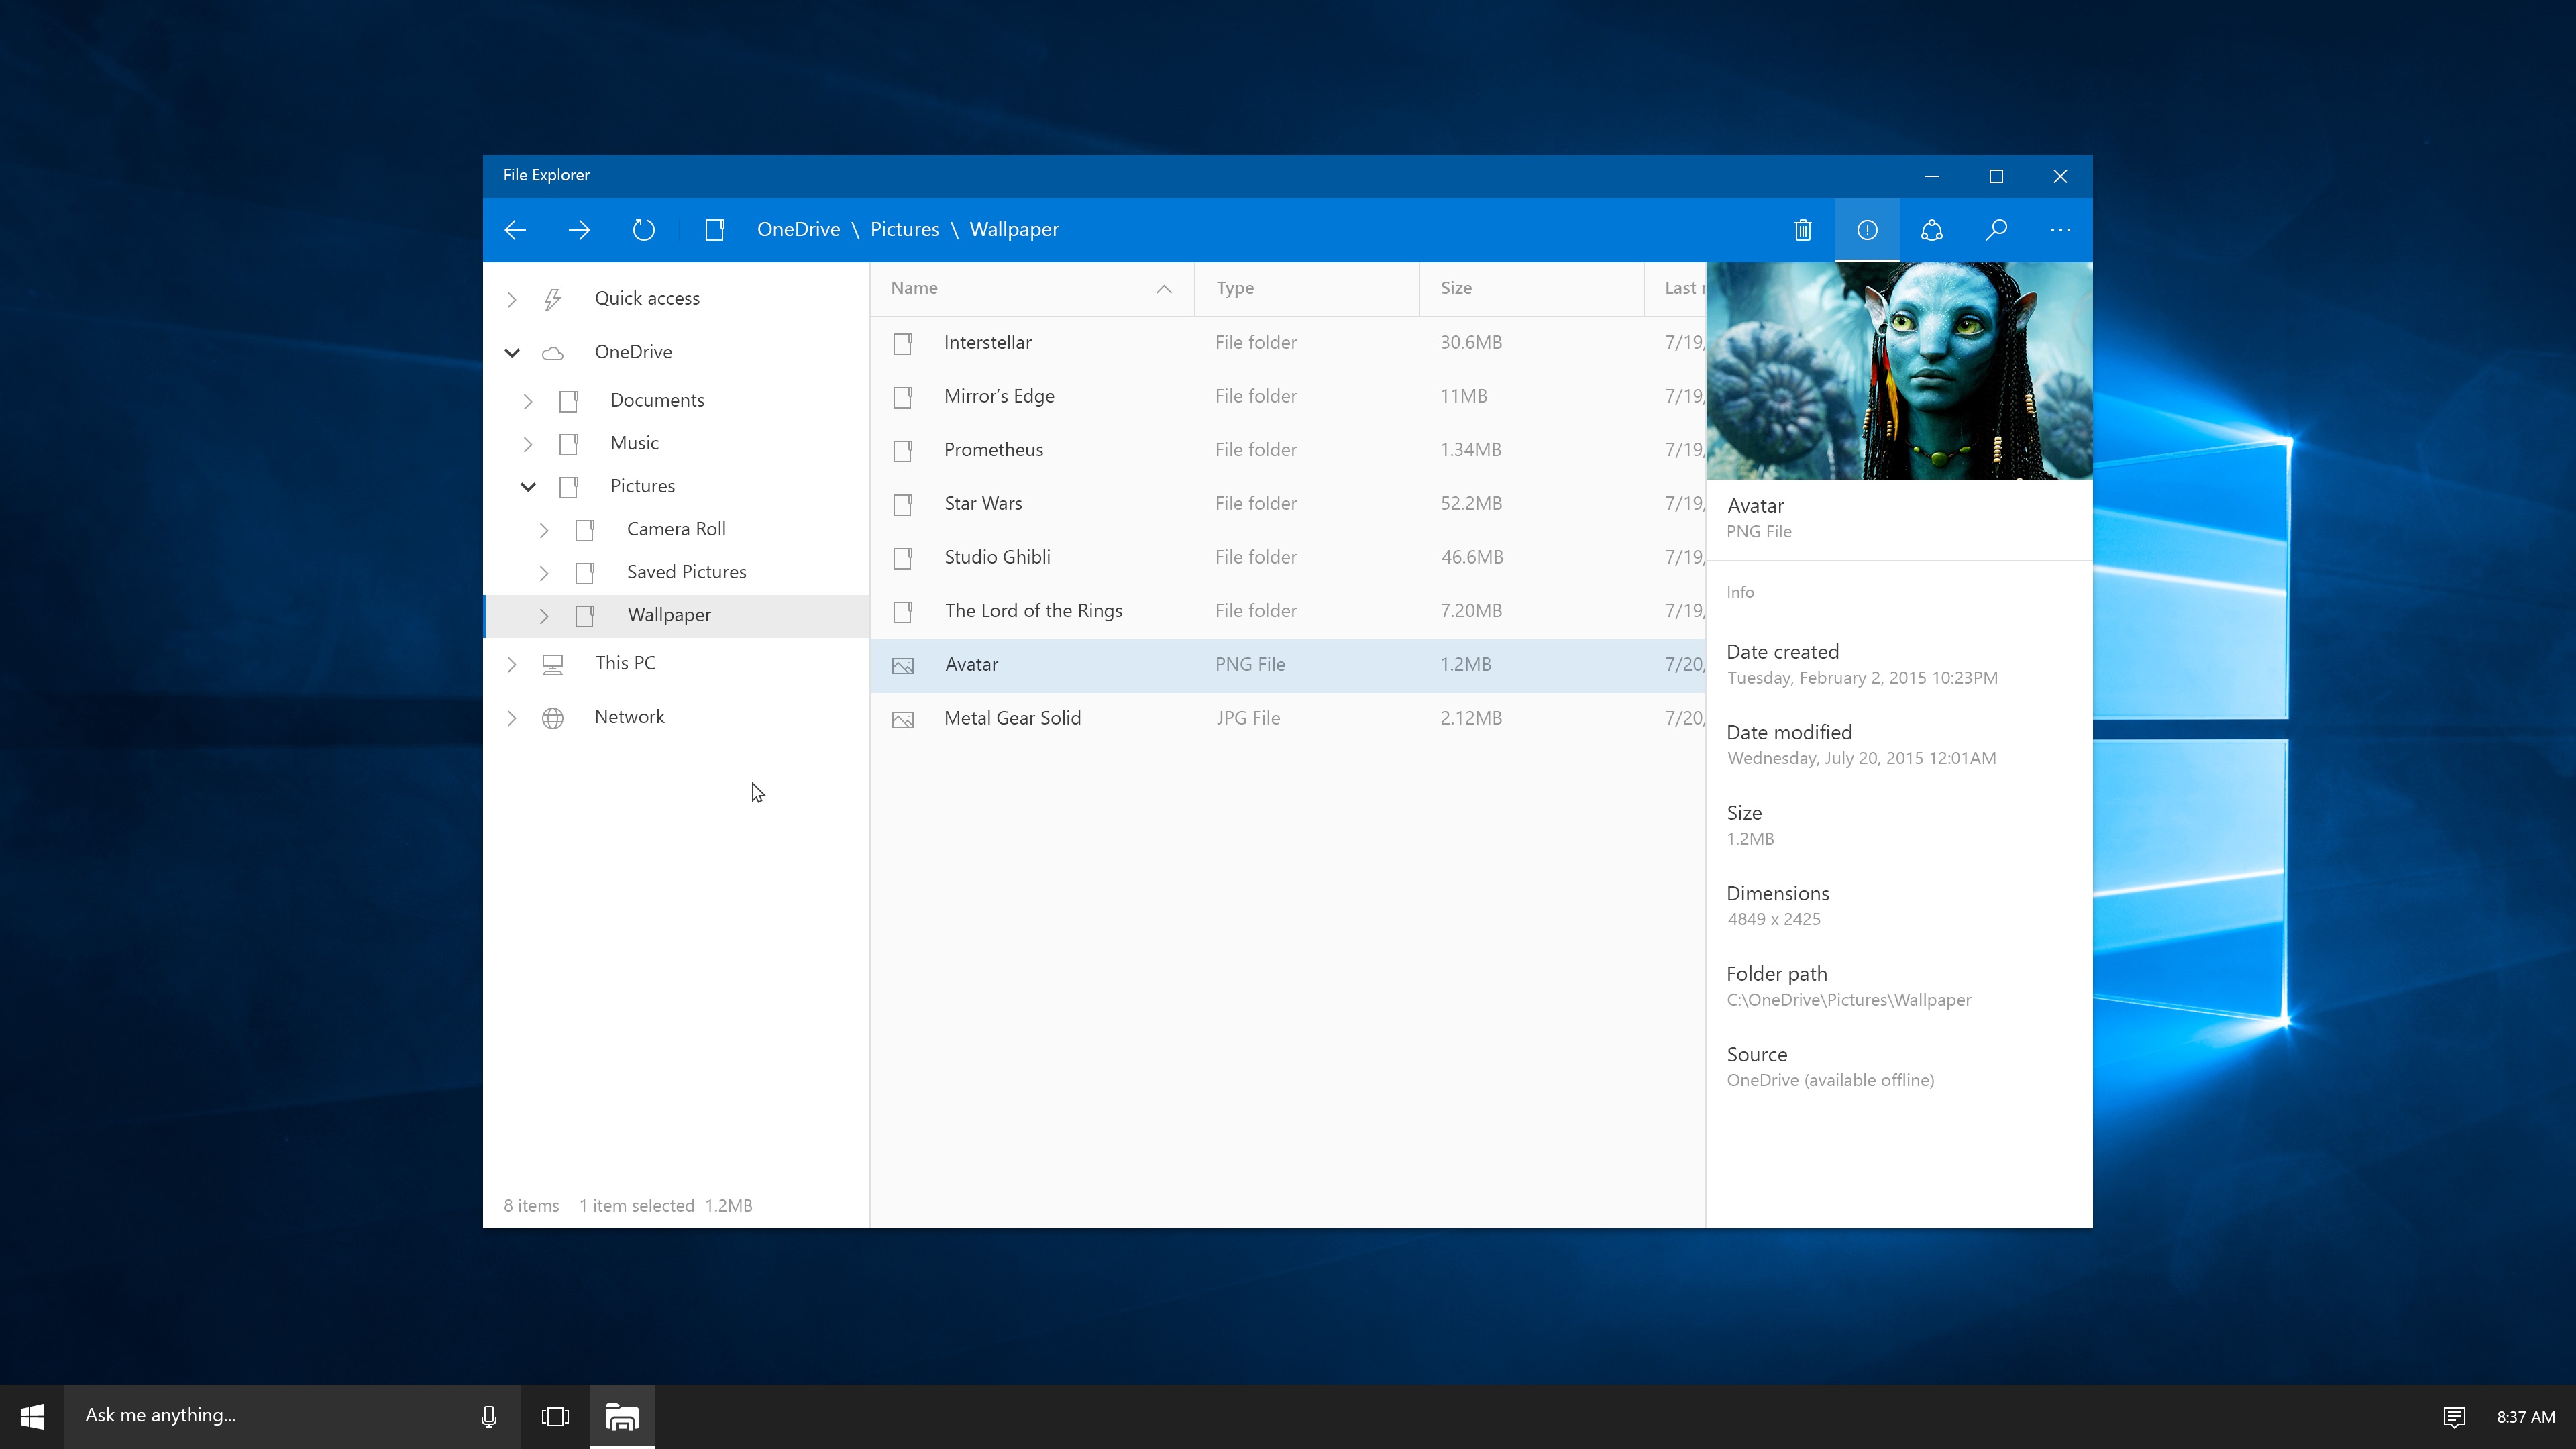 File Explorer
OneDrive \ Pictures \ Wallpaper
Quick access
OneDrive
Documents
Music
Pictures
Camera Roll
Saved Pictures
Wallpaper
This PC
Network
8 items 1 item selected 1.2MB
Name Type Size Last
Interstellar File folder 30.6MB 7/19/
Mirror’s Edge File folder 11MB 7/19/
Prometheus File folder 1.34MB 7/19/
Star Wars File folder 52.2MB 7/19/
Studio Ghibli File folder 46.6MB 7/19/
The Lord of the Rings File folder 7.20MB 7/19/
Avatar PNG File 1.2MB 7/20/
Metal Gear Solid JPG File 2.12MB 7/20/
Avatar
PNG File
Info
Date created
Tuesday, February 2, 2015 10:23PM
Date modified
Wednesday, July 20, 2015 12:01AM
Size
1.2MB
Dimensions
4849 x 2425
Folder path
C:\OneDrive\Pictures\Wallpaper
Source
OneDrive (available offline)
Ask me anything...
8:37 AM